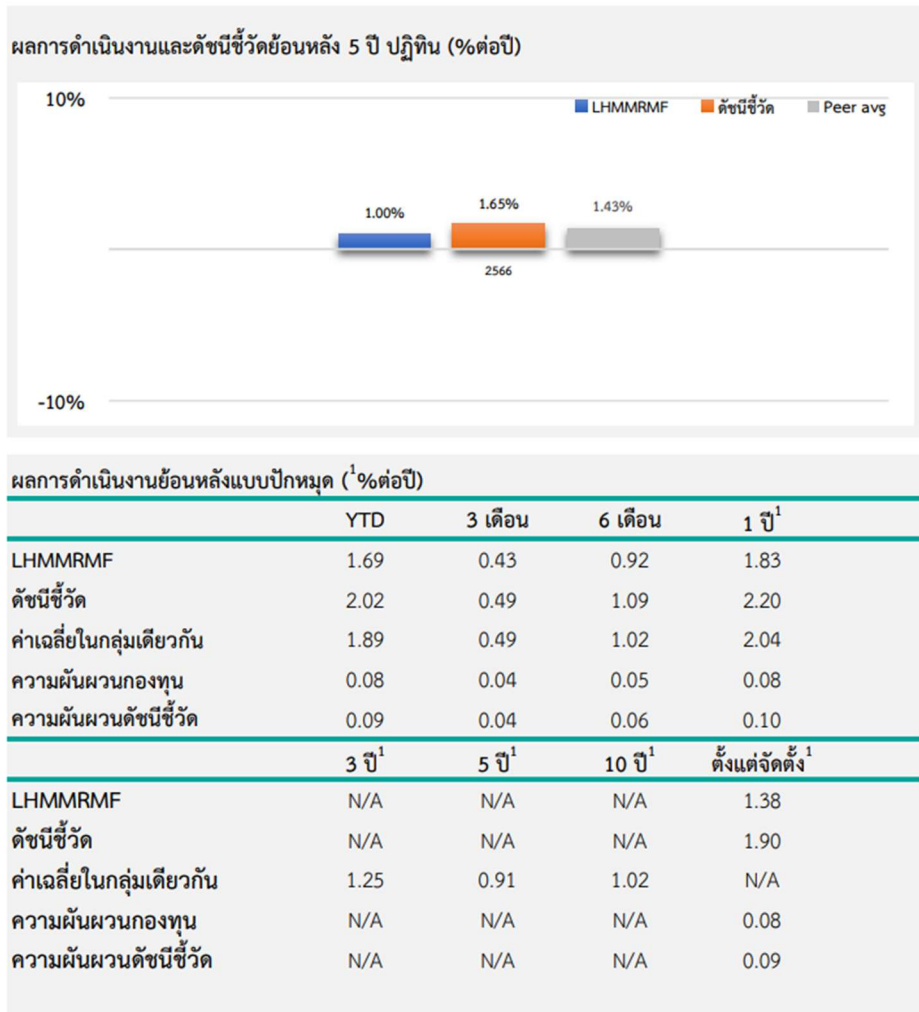 ผลการดำเนินงานและดัชนีชี้วัดย้อนหลัง 5 ปี ปฏิทิน (%ต่อปี)
10%
LHMMRMF ดัชนีชี้วัด Peer avg
1.00% 1.65% 1.43%
2566
-10%
ผลการดำเนินงานย้อนหลังแบบปักหมุด (¹%ต่อปี)
YTD 3 เดือน 6 เดือน 1 ปี¹
LHMMRMF 1.69 0.43 0.92 1.83
ดัชนีชี้วัด 2.02 0.49 1.09 2.20
ค่าเฉลี่ยในกลุ่มเดียวกัน 1.89 0.49 1.02 2.04
ความผันผวนกองทุน 0.08 0.04 0.05 0.08
ความผันผวนดัชนีชี้วัด 0.09 0.04 0.06 0.10
3 ปี¹ 5 ปี¹ 10 ปี¹ ตั้งแต่จัดตั้ง¹
LHMMRMF N/A N/A N/A 1.38
ดัชนีชี้วัด N/A N/A N/A 1.90
ค่าเฉลี่ยในกลุ่มเดียวกัน 1.25 0.91 1.02 N/A
ความผันผวนกองทุน N/A N/A N/A 0.08
ความผันผวนดัชนีชี้วัด N/A N/A N/A 0.09